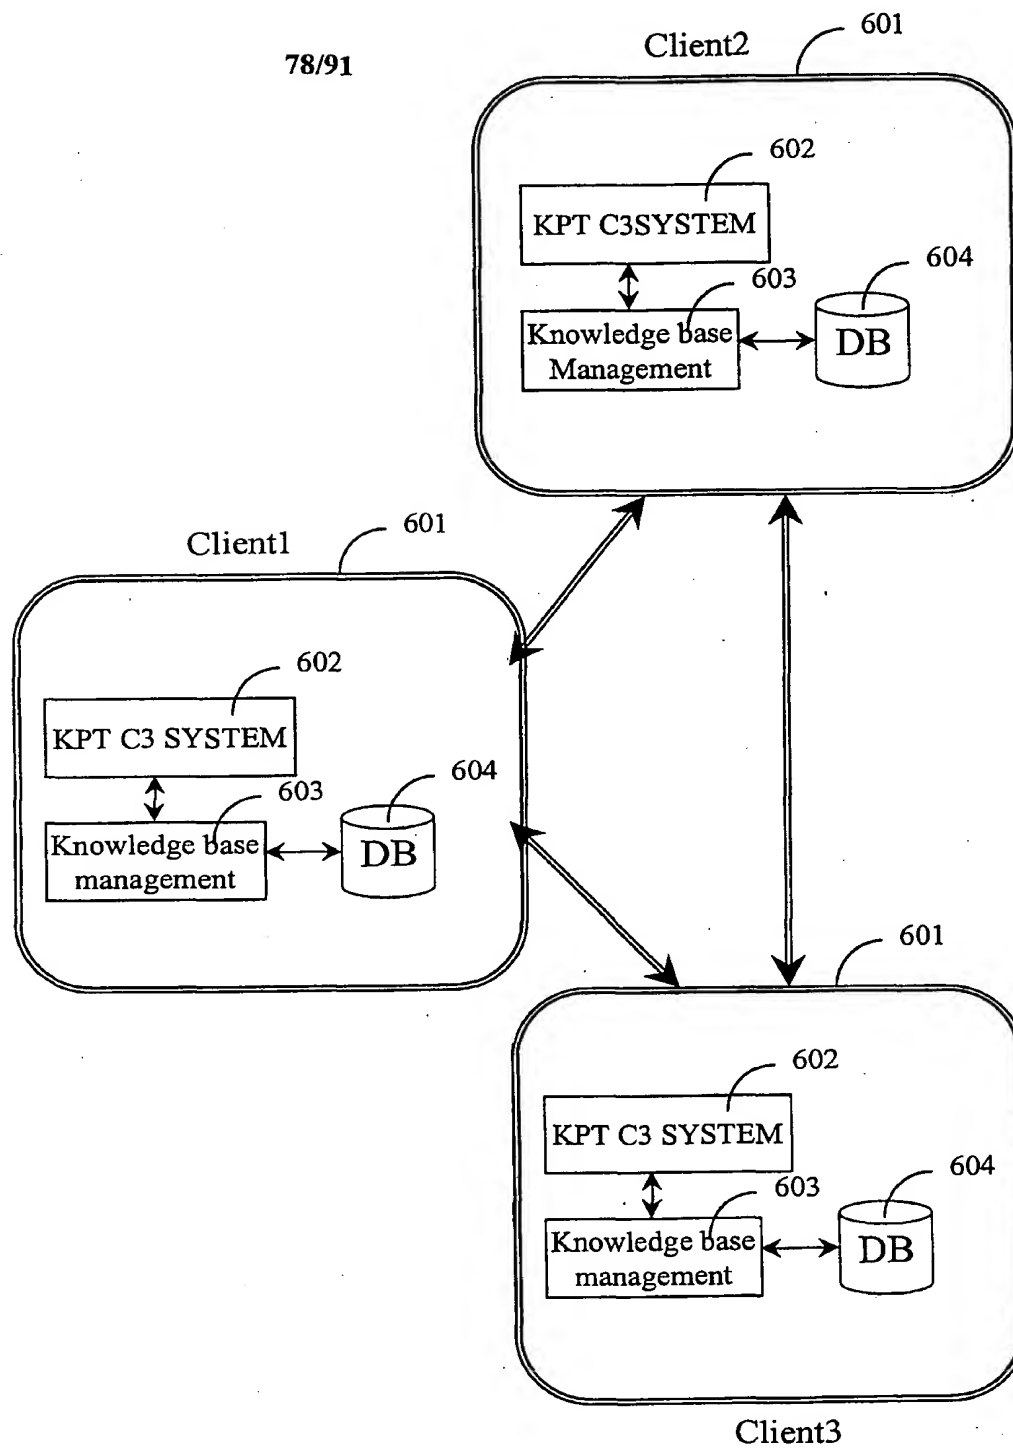 78/91
Client2
601
602
KPT C3SYSTEM
603
604
Knowledge base
Management
DB
Client1
601
602
KPT C3 SYSTEM
603
604
Knowledge base
management
DB
601
602
KPT C3 SYSTEM
603
604
Knowledge base
management
DB
Client3